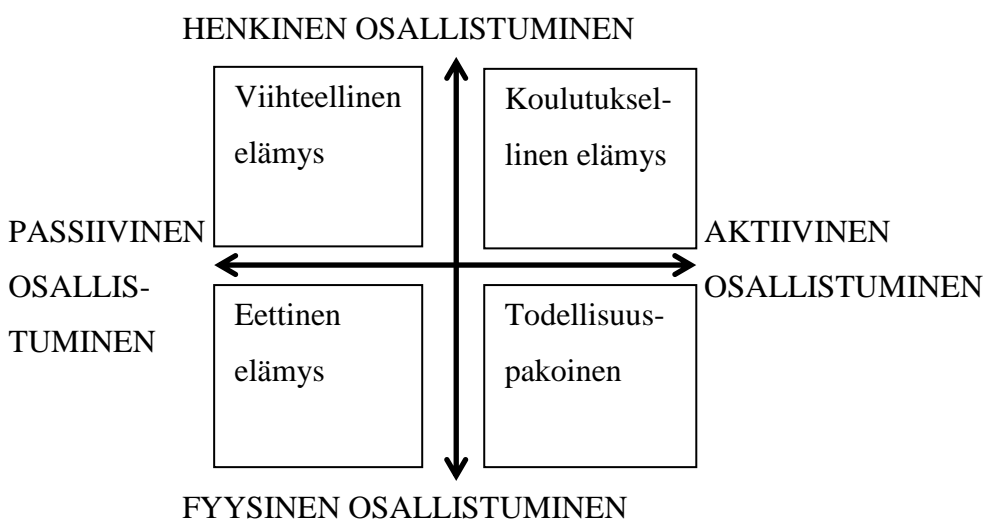 HENKINEN OSALLISTUMINEN
Viihteellinen
elämys
Koulutuksel-
linen elämys
PASSIIVINEN
OSALLIS-
TUMINEN
AKTIIVINEN
OSALLISTUMINEN
Eettinen
elämys
Todellisuus-
pakoinen
FYYSINEN OSALLISTUMINEN